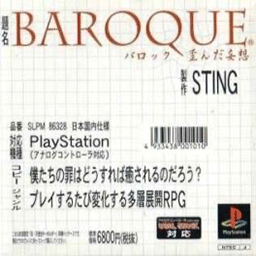 題名
BAROQUE®
バロック 歪んだ妄想
製作 STING
品番 SLPM 86328 日本国内仕様
対応機種 PlayStation
(アナログコントローラ対応)
4933438001010
コピー 僕たちの罪はどうすれば癒されるのだろう?
ジャンル プレイするたび変化する多層展開RPG
価格 6800円(税抜)
対応
PlayStation
NTSC J